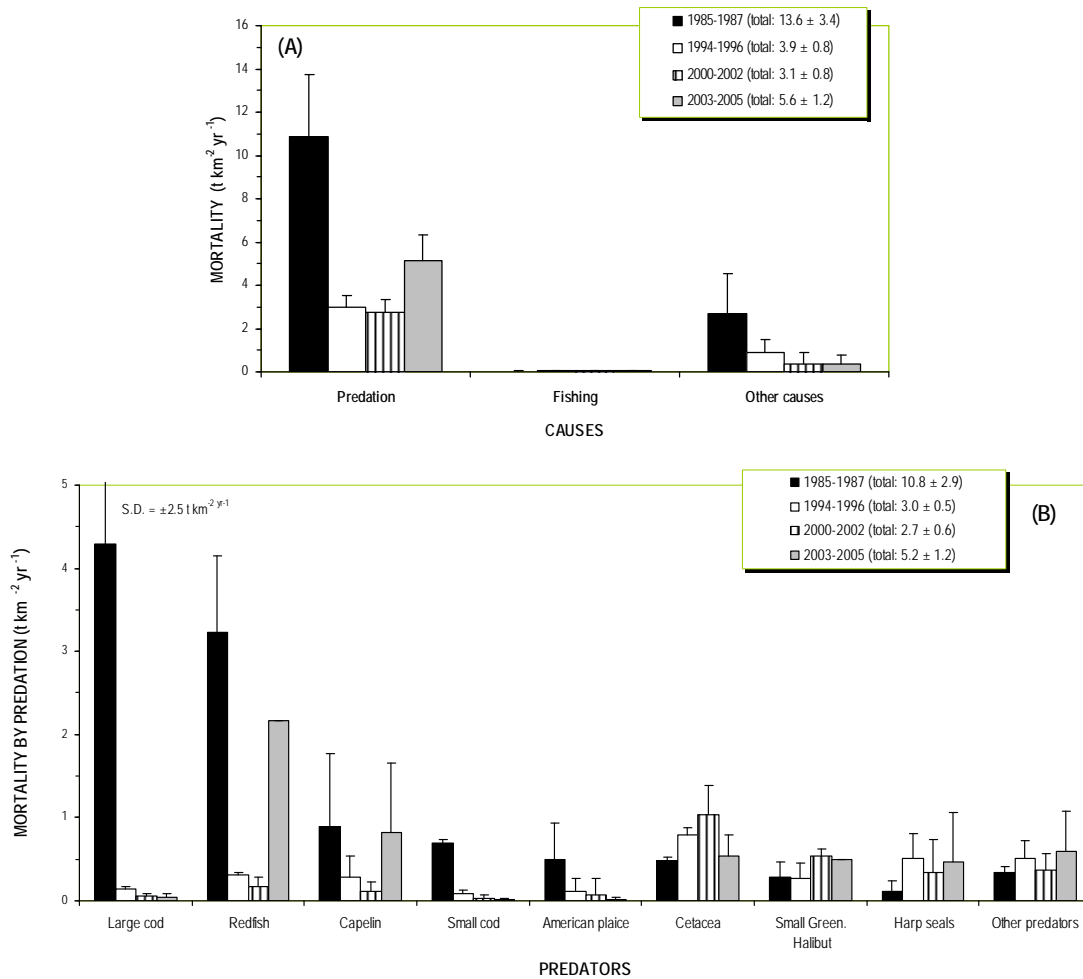 (A)
1985-1987 (total: 13.6 ± 3.4)
1994-1996 (total: 3.9 ± 0.8)
2000-2002 (total: 3.1 ± 0.8)
2003-2005 (total: 5.6 ± 1.2)
MORTALITY (t km-2 yr-1)
16
14
12
10
8
6
4
2
0
Predation Fishing Other causes
CAUSES
(B)
1985-1987 (total: 10.8 ± 2.9)
1994-1996 (total: 3.0 ± 0.5)
2000-2002 (total: 2.7 ± 0.6)
2003-2005 (total: 5.2 ± 1.2)
S.D. = ±2.5 t km-2 yr-1
MORTALITY BY PREDATION (t km-2 yr-1)
5
4
3
2
1
0
Large cod Redfish Capelin Small cod American plaice Cetacea Small Green. Harp seals Other predators
Halibut
PREDATORS